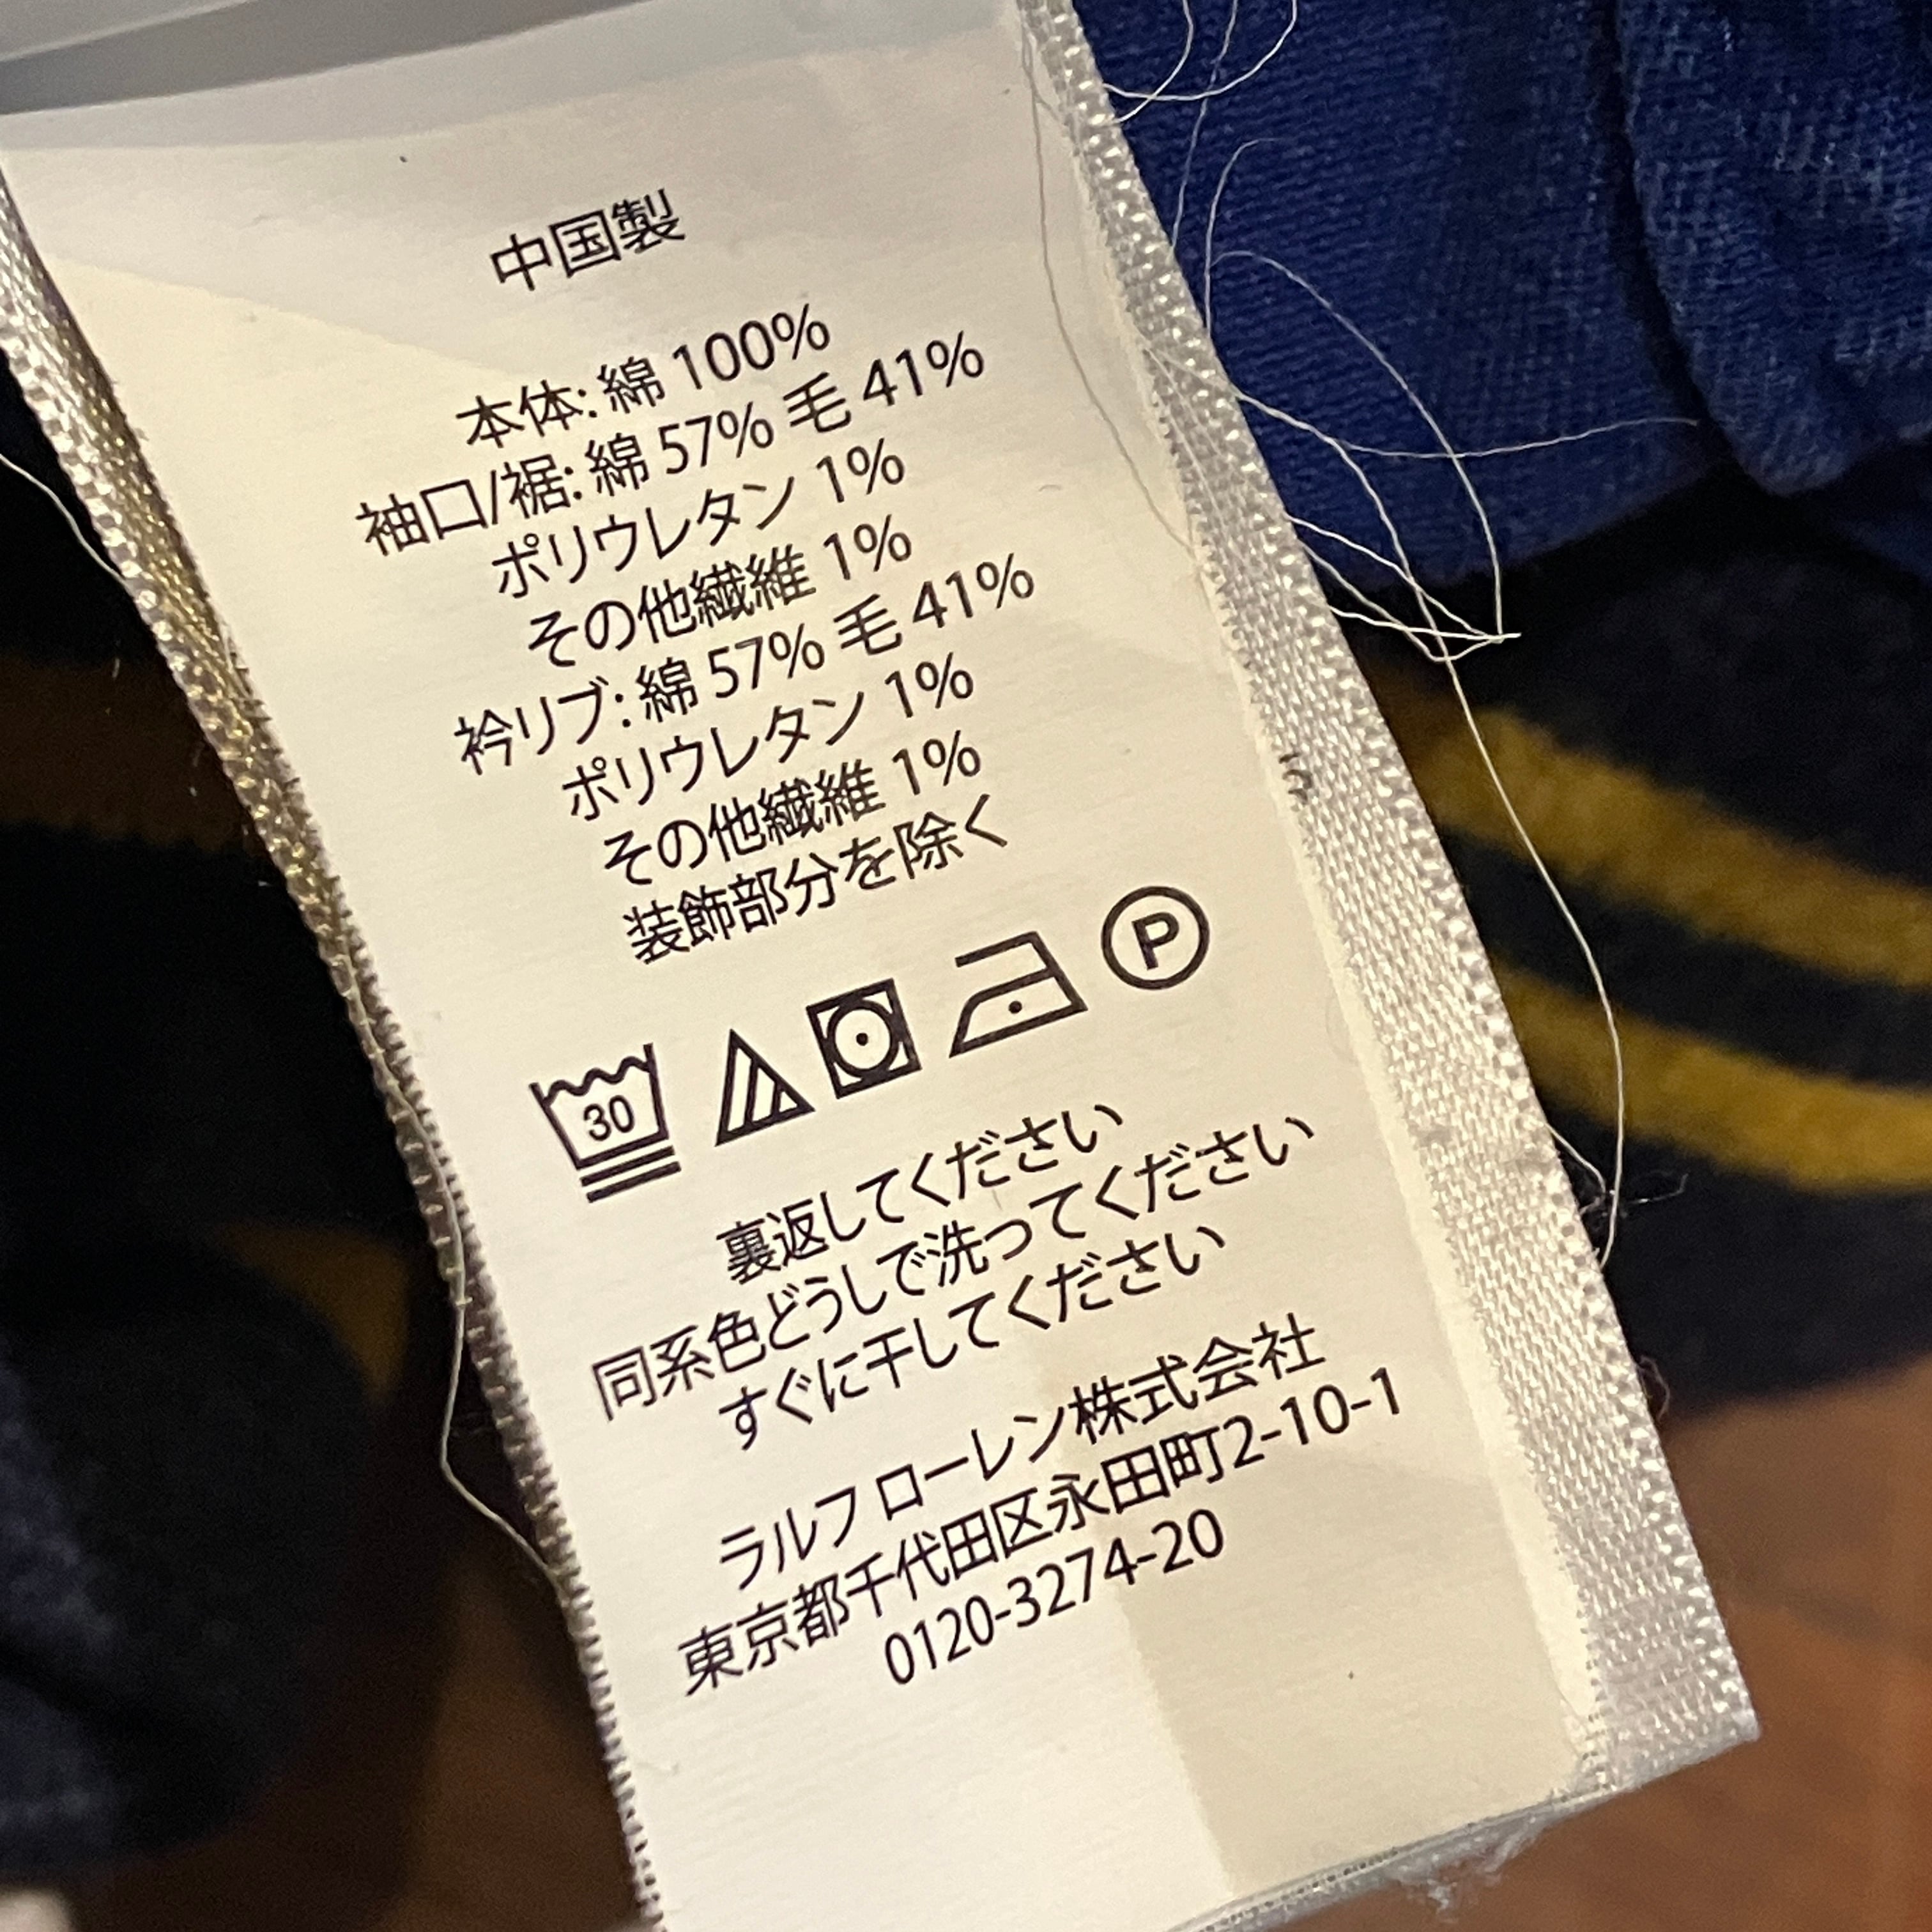 中国製
本体: 綿 100%
袖口/裾: 綿 57% 毛 41%
ポリウレタン 1%
その他繊維 1%
衿リブ: 綿 57% 毛 41%
ポリウレタン 1%
その他繊維 1%
装飾部分を除く
30
P
裏返してください
同系色どうしで洗ってください
すぐに干してください
ラルフ ローレン株式会社
東京都千代田区永田町2-10-1
0120-3274-20